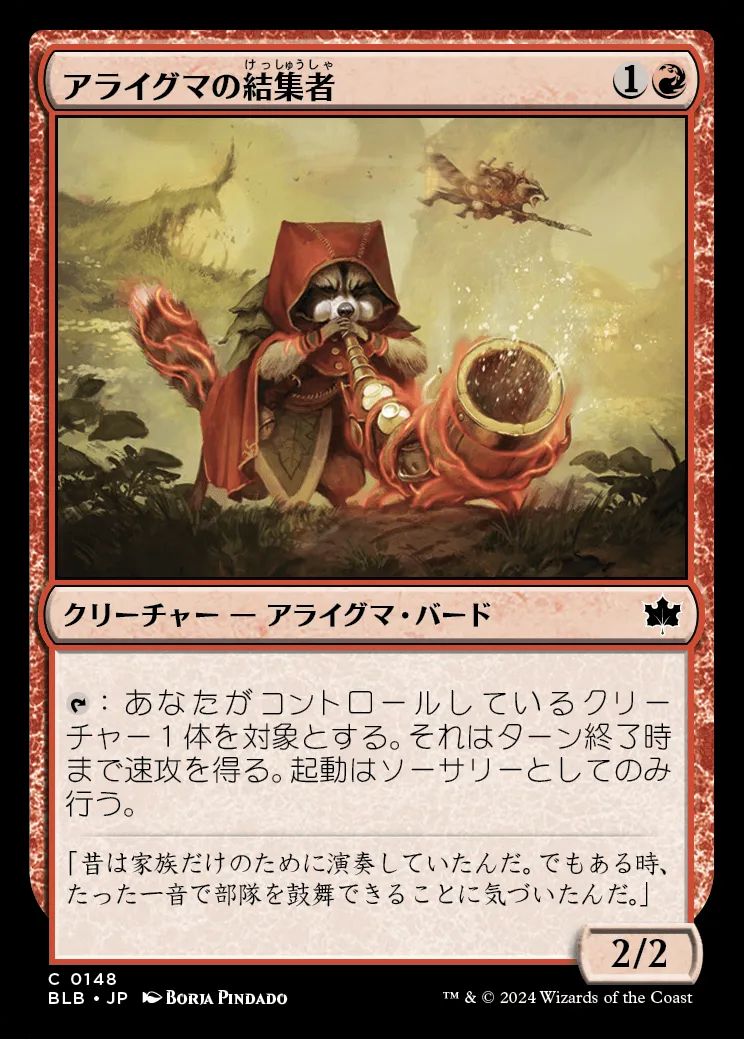 けっしゅうしゃ
アライグマの結集者 1
クリーチャー — アライグマ・バード
：あなたがコントロールしているクリー
チャー１体を対象とする。それはターン終了時
まで速攻を得る。起動はソーサリーとしてのみ
行う。
「昔は家族だけのために演奏していたんだ。でもある時、
たった一音で部隊を鼓舞できることに気づいたんだ。」
2/2
C 0148
BLB • JP Borja Pindado
™ & © 2024 Wizards of the Coast